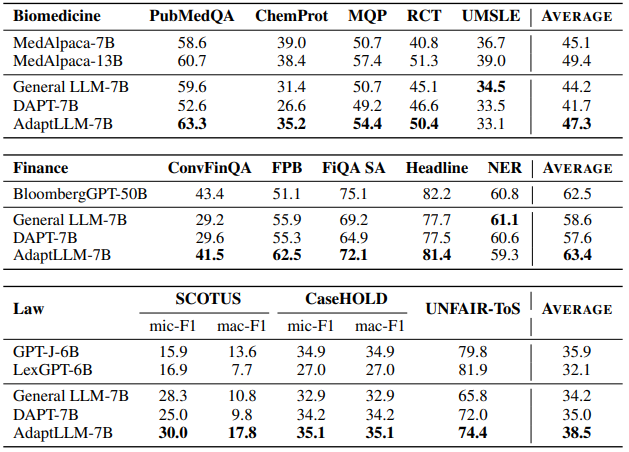 Biomedicine PubMedQA ChemProt MQP RCT UMSLE AVERAGE
MedAlpaca-7B 58.6 39.0 50.7 40.8 36.7 45.1
MedAlpaca-13B 60.7 38.4 57.4 51.3 39.0 49.4
General LLM-7B 59.6 31.4 50.7 45.1 34.5 44.2
DAPT-7B 52.6 26.6 49.2 46.6 33.5 41.7
AdaptLLM-7B 63.3 35.2 54.4 50.4 33.1 47.3
Finance ConvFinQA FPB FiQA SA Headline NER AVERAGE
BloombergGPT-50B 43.4 51.1 75.1 82.2 60.8 62.5
General LLM-7B 29.2 55.9 69.2 77.7 61.1 58.6
DAPT-7B 29.6 55.3 64.9 77.5 60.6 57.6
AdaptLLM-7B 41.5 62.5 72.1 81.4 59.3 63.4
Law SCOTUS CaseHOLD UNFAIR-ToS AVERAGE
mic-F1 mac-F1 mic-F1 mac-F1
GPT-J-6B 15.9 13.6 34.9 34.9 79.8 35.9
LexGPT-6B 16.9 7.7 27.0 27.0 81.9 32.1
General LLM-7B 28.3 10.8 32.9 32.9 65.8 34.2
DAPT-7B 25.0 9.8 34.2 34.2 72.0 35.0
AdaptLLM-7B 30.0 17.8 35.1 35.1 74.4 38.5